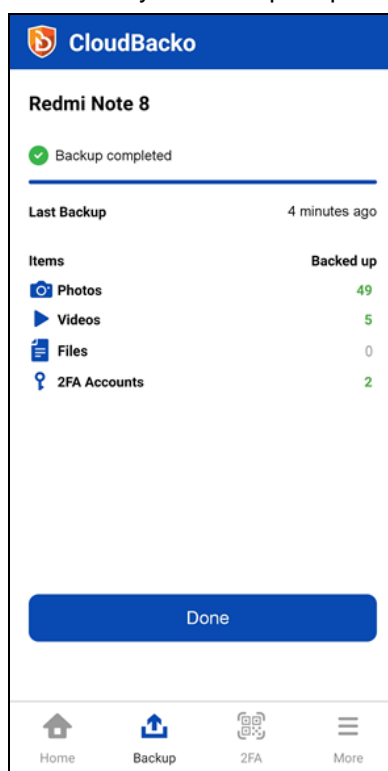 CloudBacko
Redmi Note 8
Backup completed
Last Backup 4 minutes ago
Items Backed up
Photos 49
Videos 5
Files 0
2FA Accounts 2
Done
Home Backup 2FA More